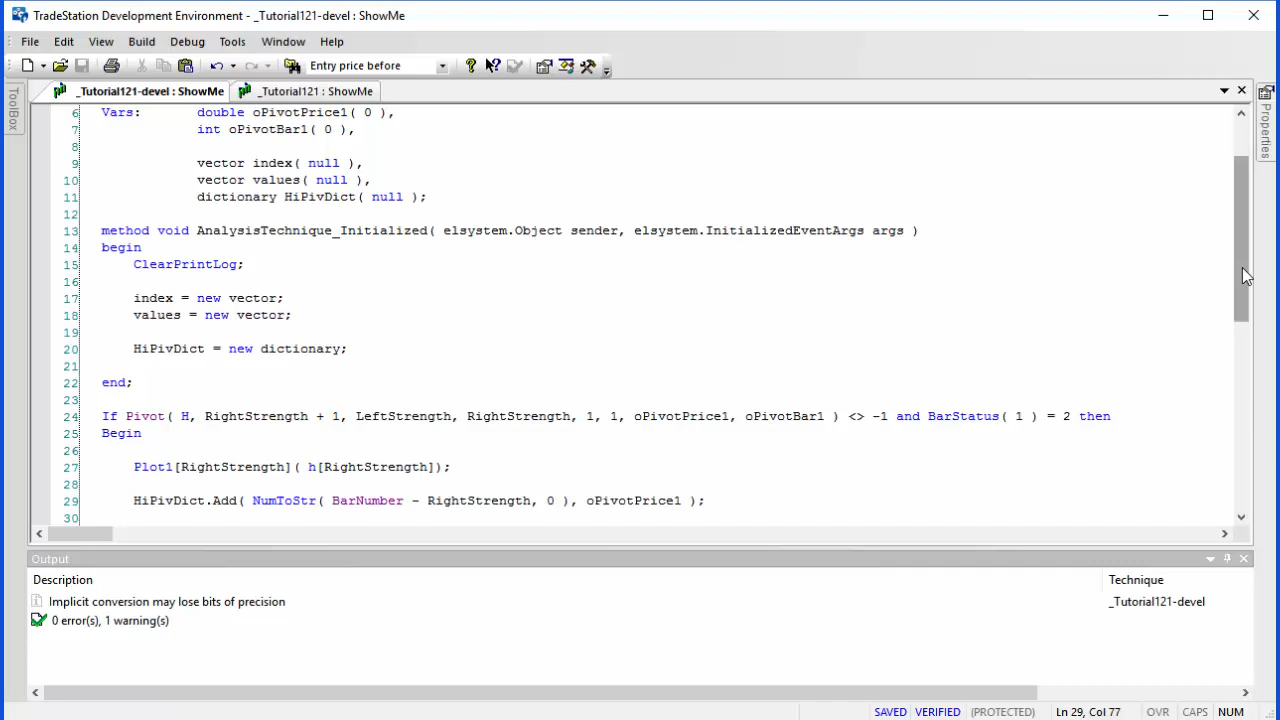 TradeStation Development Environment - _Tutorial121-devel : ShowMe
File Edit View Build Debug Tools Window Help
Entry price before
_Tutorial121-devel : ShowMe _Tutorial121 : ShowMe
ToolBox
Properties
6 Vars: double oPivotPrice1( 0 ),
7 int oPivotBar1( 0 ),
8
9 vector index( null ),
10 vector values( null ),
11 dictionary HiPivDict( null );
12
13 method void AnalysisTechnique_Initialized( elsystem.Object sender, elsystem.InitializedEventArgs args )
14 begin
15 ClearPrintLog;
16
17 index = new vector;
18 values = new vector;
19
20 HiPivDict = new dictionary;
21
22 end;
23
24 If Pivot( H, RightStrength + 1, LeftStrength, RightStrength, 1, 1, oPivotPrice1, oPivotBar1 ) <> -1 and BarStatus( 1 ) = 2 then
25 Begin
26
27 Plot1[RightStrength]( h[RightStrength]);
28
29 HiPivDict.Add( NumToStr( BarNumber - RightStrength, 0 ), oPivotPrice1 );
30
Output
Description Technique
Implicit conversion may lose bits of precision _Tutorial121-devel
0 error(s), 1 warning(s)
SAVED VERIFIED (PROTECTED) Ln 29, Col 77 OVR CAPS NUM